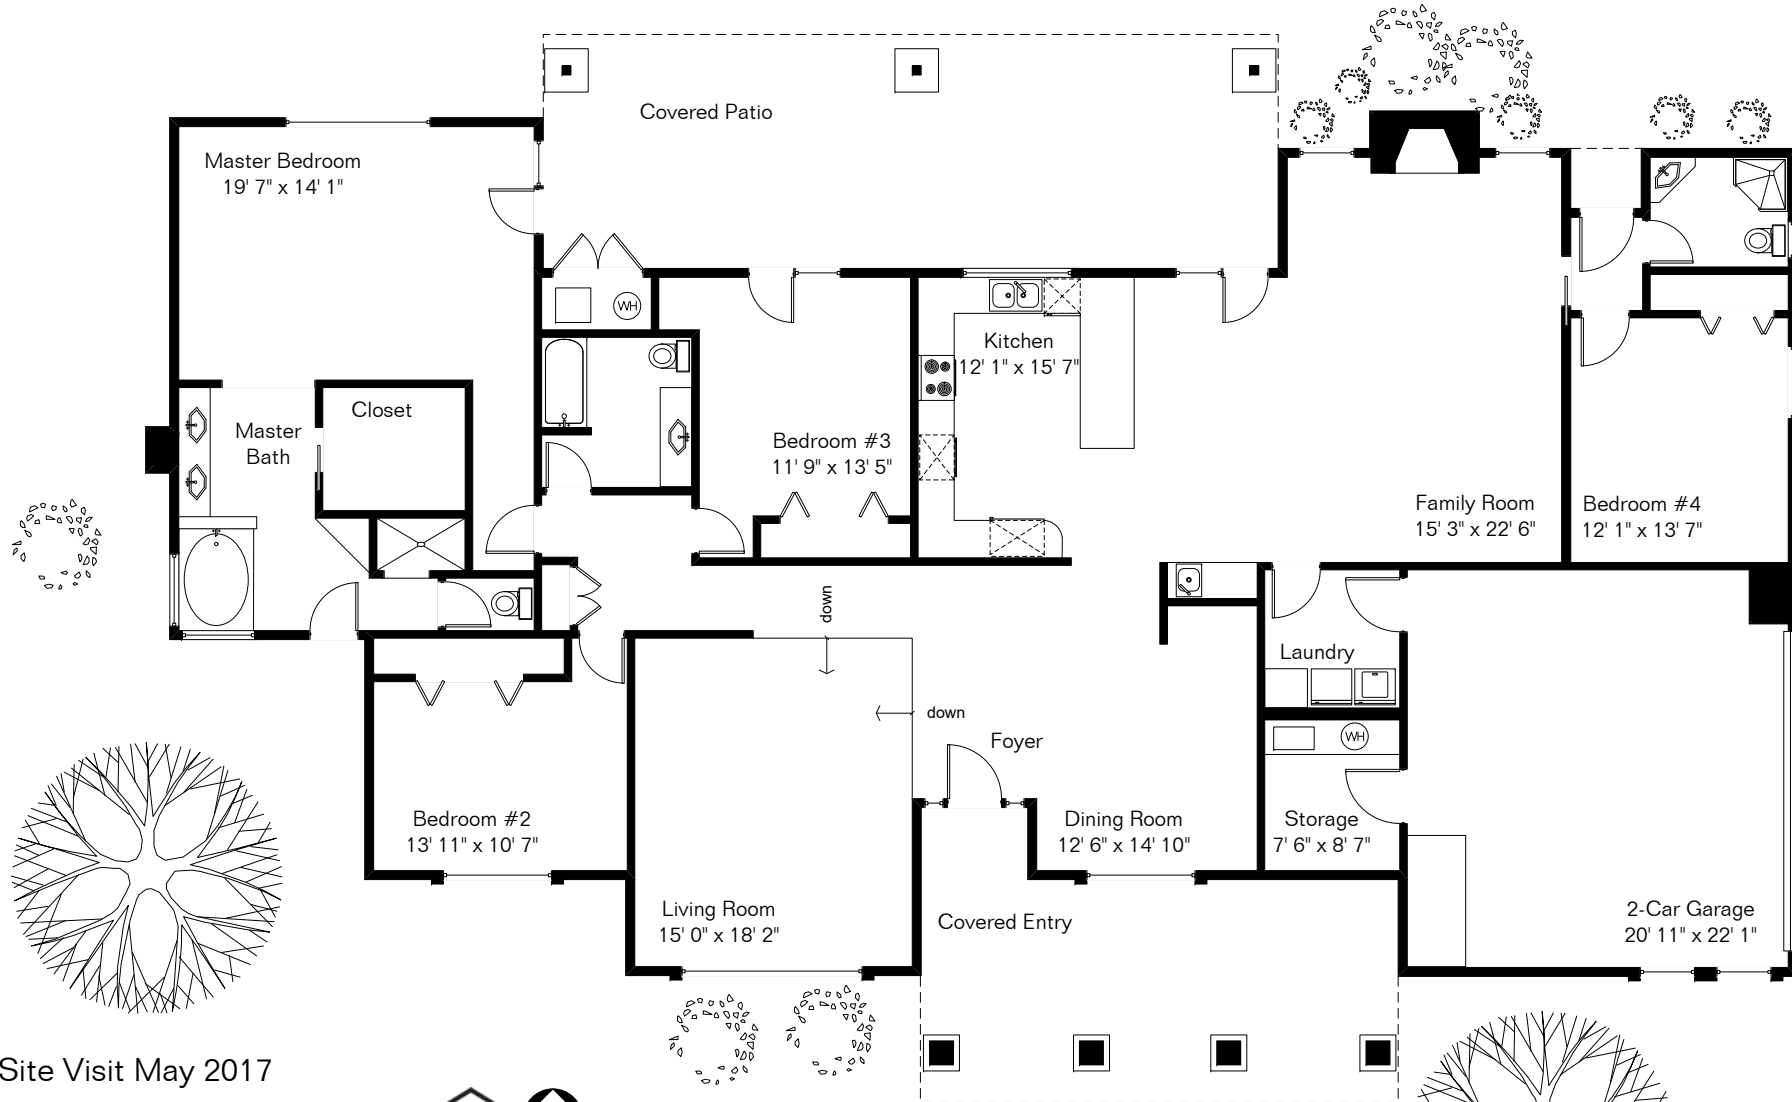 Covered Patio
Master Bedroom
19' 7" x 14' 1"
WH
Kitchen
12' 1" x 15' 7"
Closet
Master
Bath
Bedroom #3
11' 9" x 13' 5"
Family Room
15' 3" x 22' 6"
Bedroom #4
12' 1" x 13' 7"
down
Laundry
down
Foyer
WH
Bedroom #2
13' 11" x 10' 7"
Dining Room
12' 6" x 14' 10"
Storage
7' 6" x 8' 7"
Living Room
15' 0" x 18' 2"
Covered Entry
2-Car Garage
20' 11" x 22' 1"
Site Visit May 2017